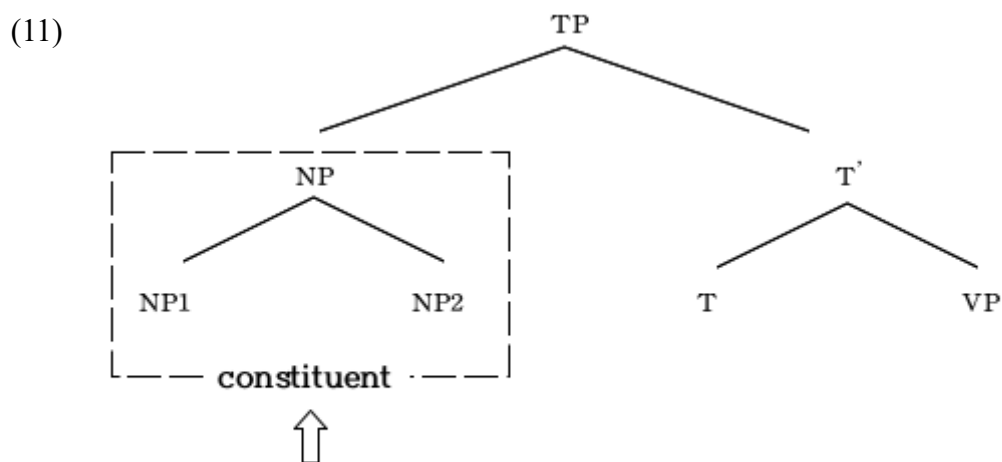 (11)
TP
NP T’
NP1 NP2 T VP
constituent